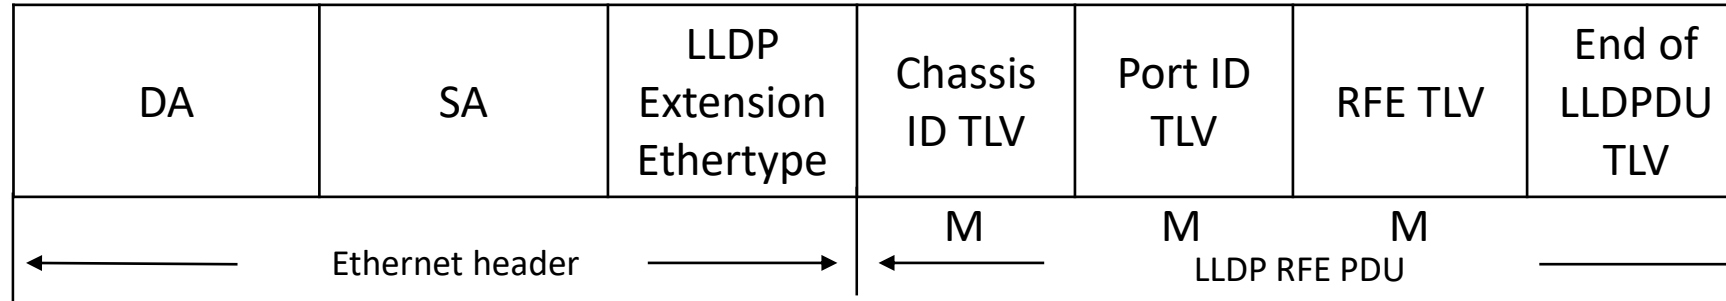 DA
SA
LLDP
Extension
Ethertype
Chassis
ID TLV
Port ID
TLV
RFE TLV
End of
LLDPDU
TLV
M
M
M
Ethernet header
LLDP RFE PDU